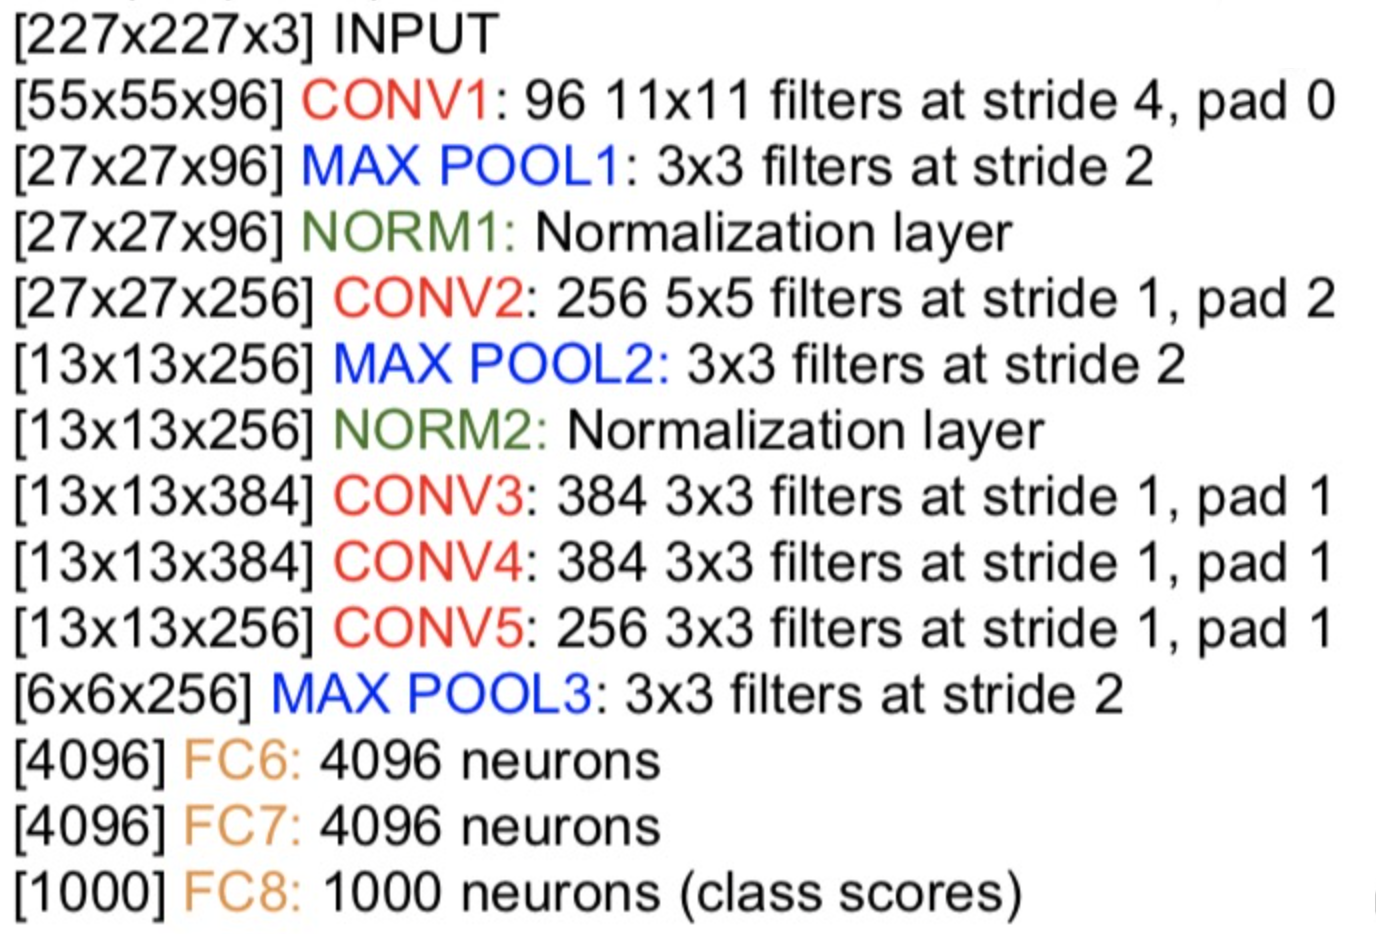 [227x227x3] INPUT
[55x55x96] CONV1: 96 11x11 filters at stride 4, pad 0
[27x27x96] MAX POOL1: 3x3 filters at stride 2
[27x27x96] NORM1: Normalization layer
[27x27x256] CONV2: 256 5x5 filters at stride 1, pad 2
[13x13x256] MAX POOL2: 3x3 filters at stride 2
[13x13x256] NORM2: Normalization layer
[13x13x384] CONV3: 384 3x3 filters at stride 1, pad 1
[13x13x384] CONV4: 384 3x3 filters at stride 1, pad 1
[13x13x256] CONV5: 256 3x3 filters at stride 1, pad 1
[6x6x256] MAX POOL3: 3x3 filters at stride 2
[4096] FC6: 4096 neurons
[4096] FC7: 4096 neurons
[1000] FC8: 1000 neurons (class scores)